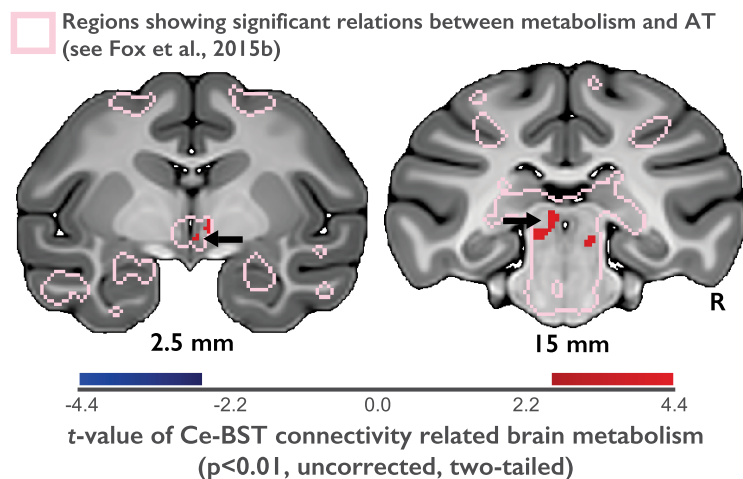 Regions showing significant relations between metabolism and AT
(see Fox et al., 2015b)
R
2.5 mm
15 mm
-4.4
-2.2
0.0
2.2
4.4
t-value of Ce-BST connectivity related brain metabolism
(p<0.01, uncorrected, two-tailed)